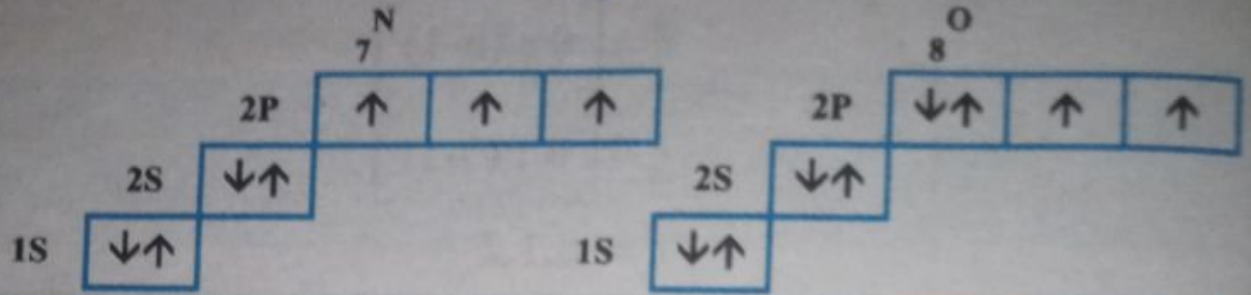 N O
7 8
2P ↑ ↑ ↑ 2P ↓↑ ↑ ↑
2S ↓↑ 2S ↓↑
1S ↓↑ 1S ↓↑